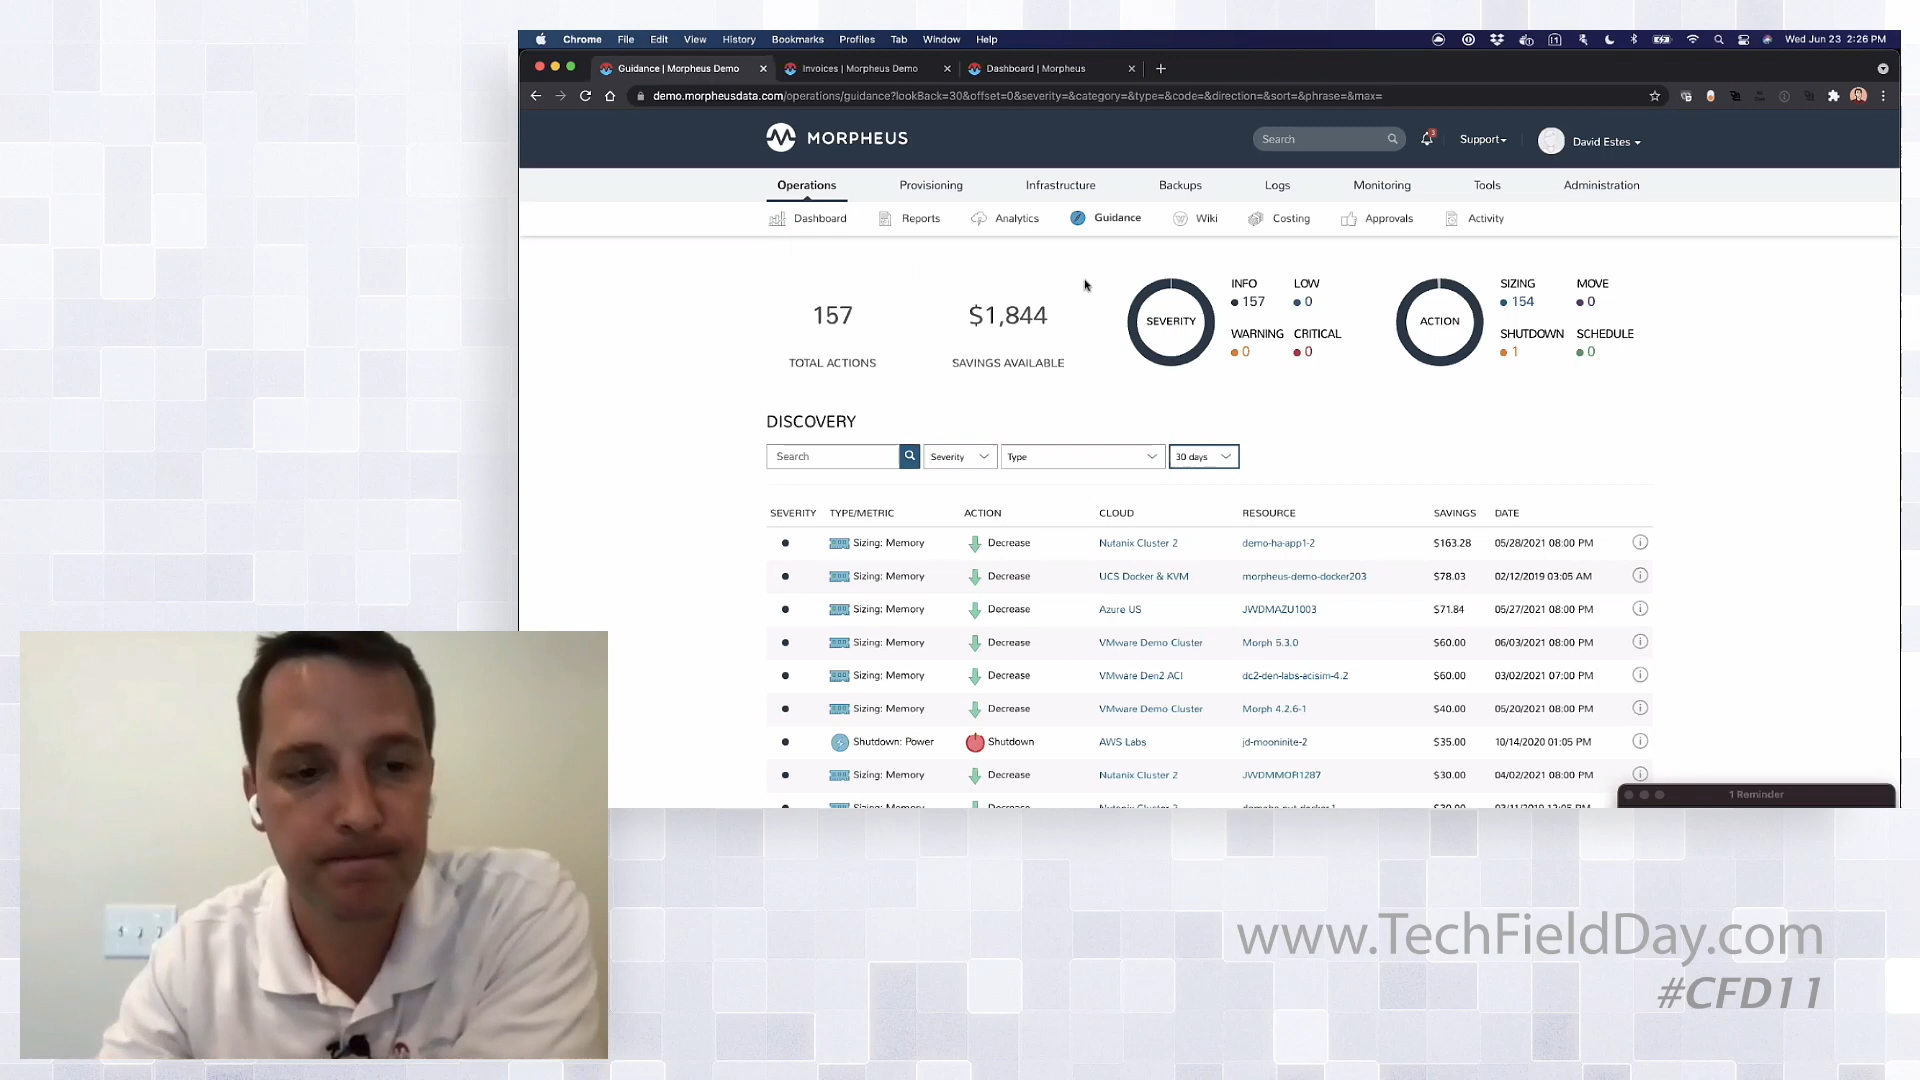 Chrome File Edit View History Bookmarks Profiles Tab Window Help
Wed Jun 23 2:26 PM
Guidance | Morpheus Demo
Invoices | Morpheus Demo
Dashboard | Morpheus
demo.morpheusdata.com/operations/guidance?lookBack=30&offset=0&severity=&category=&type=&code=&direction=&sort=&phrase=&max=
MORPHEUS
Search
3
Support
David Estes
Operations Provisioning Infrastructure Backups Logs Monitoring Tools Administration
Dashboard Reports Analytics Guidance Wiki Costing Approvals Activity
157
TOTAL ACTIONS
$1,844
SAVINGS AVAILABLE
SEVERITY
INFO LOW
157 0
WARNING CRITICAL
0 0
ACTION
SIZING MOVE
154 0
SHUTDOWN SCHEDULE
1 0
DISCOVERY
Search Severity Type 30 days
SEVERITY TYPE/METRIC ACTION CLOUD RESOURCE SAVINGS DATE
Sizing: Memory Decrease Nutanix Cluster 2 demo-ha-app1-2 $163.28 05/28/2021 08:00 PM
Sizing: Memory Decrease UCS Docker & KVM morpheus-demo-docker203 $78.03 02/12/2019 03:05 AM
Sizing: Memory Decrease Azure US JWDMAZU1003 $71.84 05/27/2021 08:00 PM
Sizing: Memory Decrease VMware Demo Cluster Morph 5.3.0 $60.00 06/03/2021 08:00 PM
Sizing: Memory Decrease VMware Den2 ACI dc2-den-labs-acisim-4.2 $60.00 03/02/2021 07:00 PM
Sizing: Memory Decrease VMware Demo Cluster Morph 4.2.6-1 $40.00 05/20/2021 08:00 PM
Shutdown: Power Shutdown AWS Labs jd-mooninite-2 $35.00 10/14/2020 01:05 PM
Sizing: Memory Decrease Nutanix Cluster 2 JWDMMOR1287 $30.00 04/02/2021 08:00 PM
1 Reminder
www.TechFieldDay.com
#CFD11